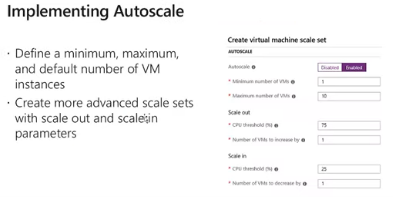 Implementing Autoscale
· Define a minimum, maximum,
and default number of VM
instances
· Create more advanced scale sets
with scale out and scale in
parameters
Create virtual machine scale set
AUTOSCALE
Autoscale
Disabled Enabled
* Minimum number of VMs
1
* Maximum number of VMs
10
Scale out
* CPU threshold (%)
75
* Number of VMs to increase by
1
Scale in
* CPU threshold (%)
25
* Number of VMs to decrease by
1